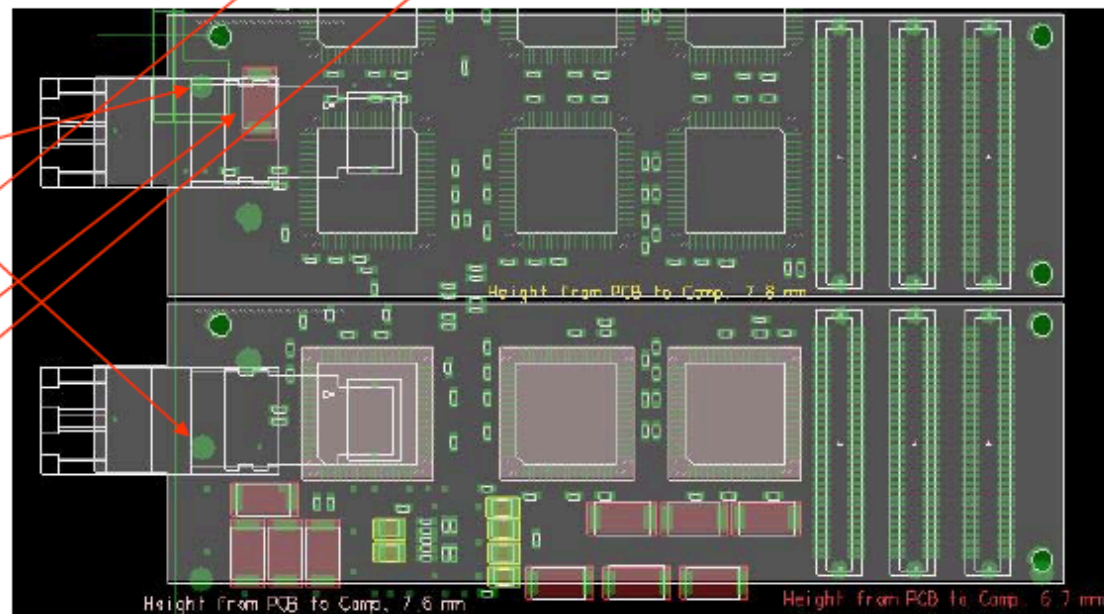 Height from PCB to Comp. 7.8 mm
Height from PCB to Comp. 7.6 mm
Height from PCB to Comp. 6.7 mm